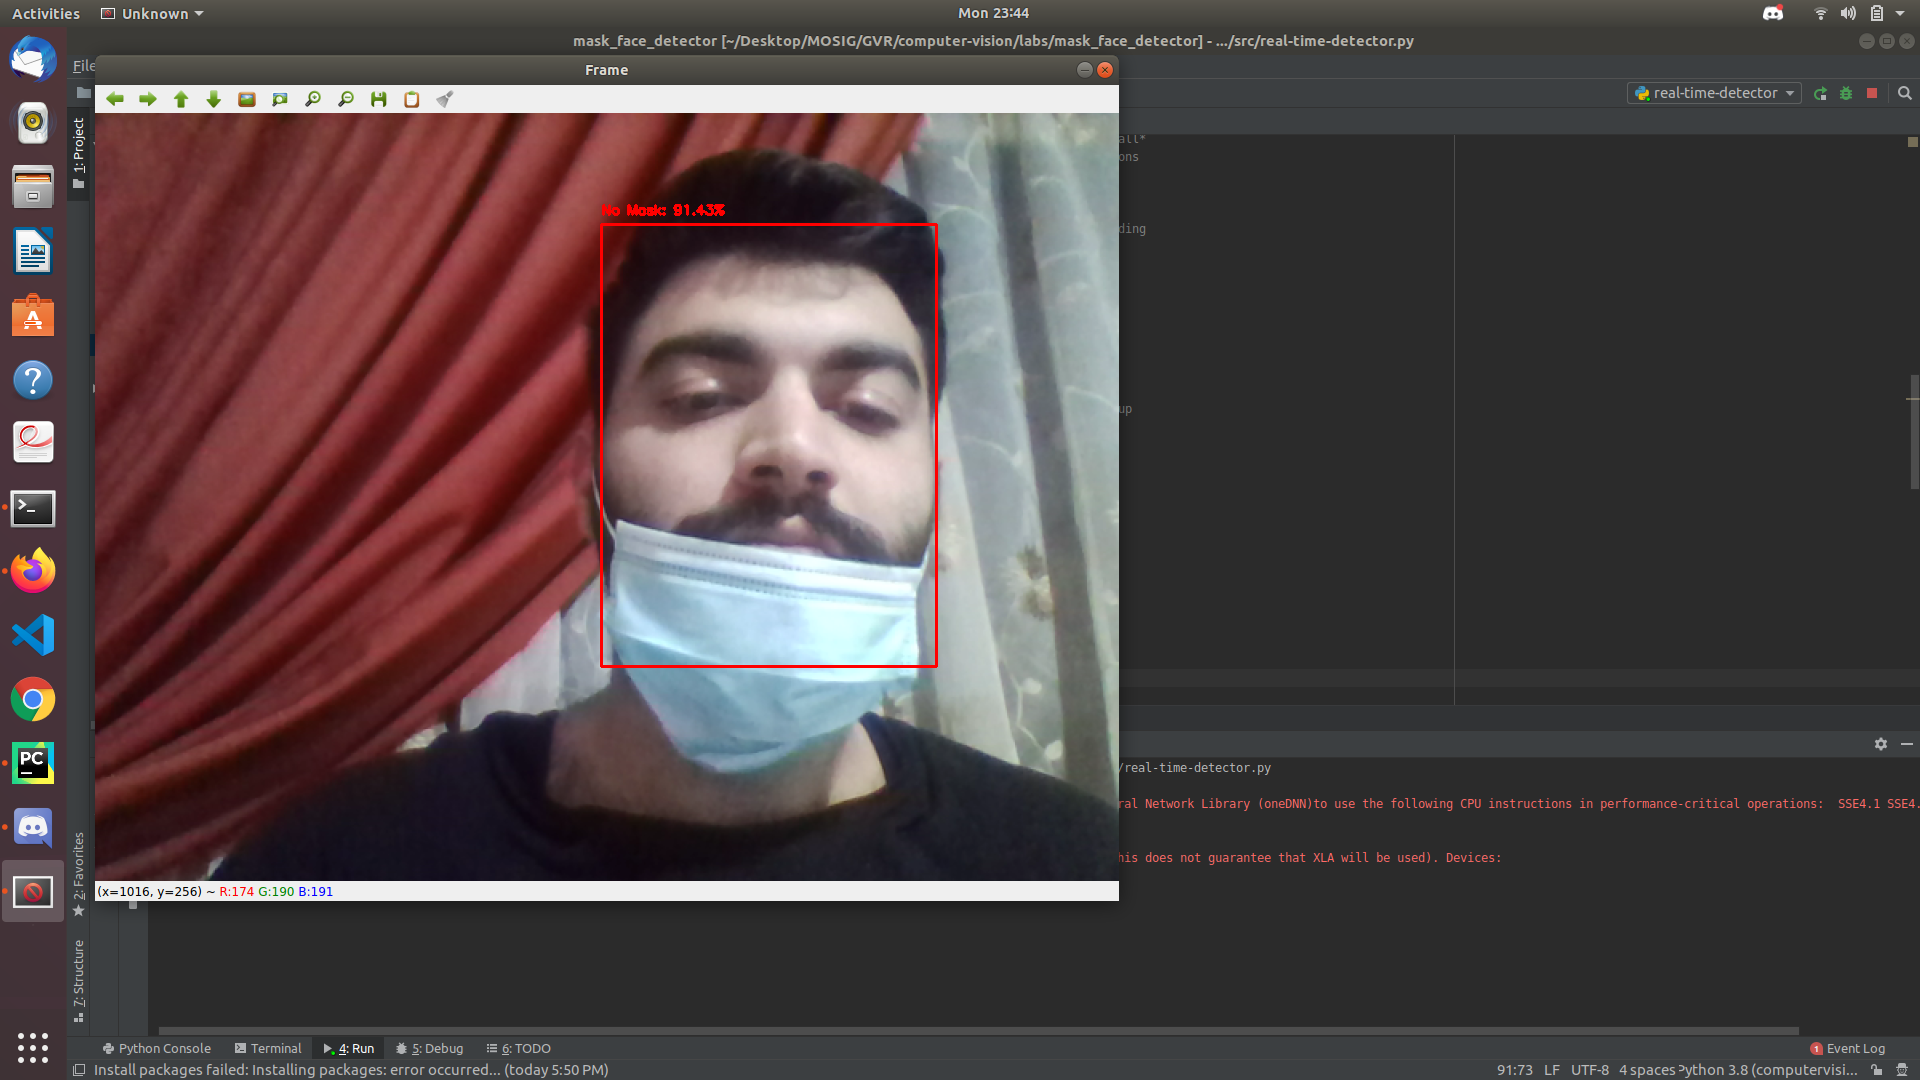 Activities
Unknown
Mon 23:44
mask_face_detector [~/Desktop/MOSIG/GVR/computer-vision/labs/mask_face_detector] - .../src/real-time-detector.py
File
Frame
real-time-detector
1: Project
all*
ons
ding
up
No Mask: 91.43%
/real-time-detector.py
ral Network Library (oneDNN)to use the following CPU instructions in performance-critical operations: SSE4.1 SSE4.
his does not guarantee that XLA will be used). Devices:
(x=1016, y=256) ~ R:174 G:190 B:191
2: Favorites
7: Structure
PC
Python Console
Terminal
4: Run
5: Debug
6: TODO
1 Event Log
Install packages failed: Installing packages: error occurred... (today 5:50 PM)
91:73 LF UTF-8 4 spaces Python 3.8 (computervisi...